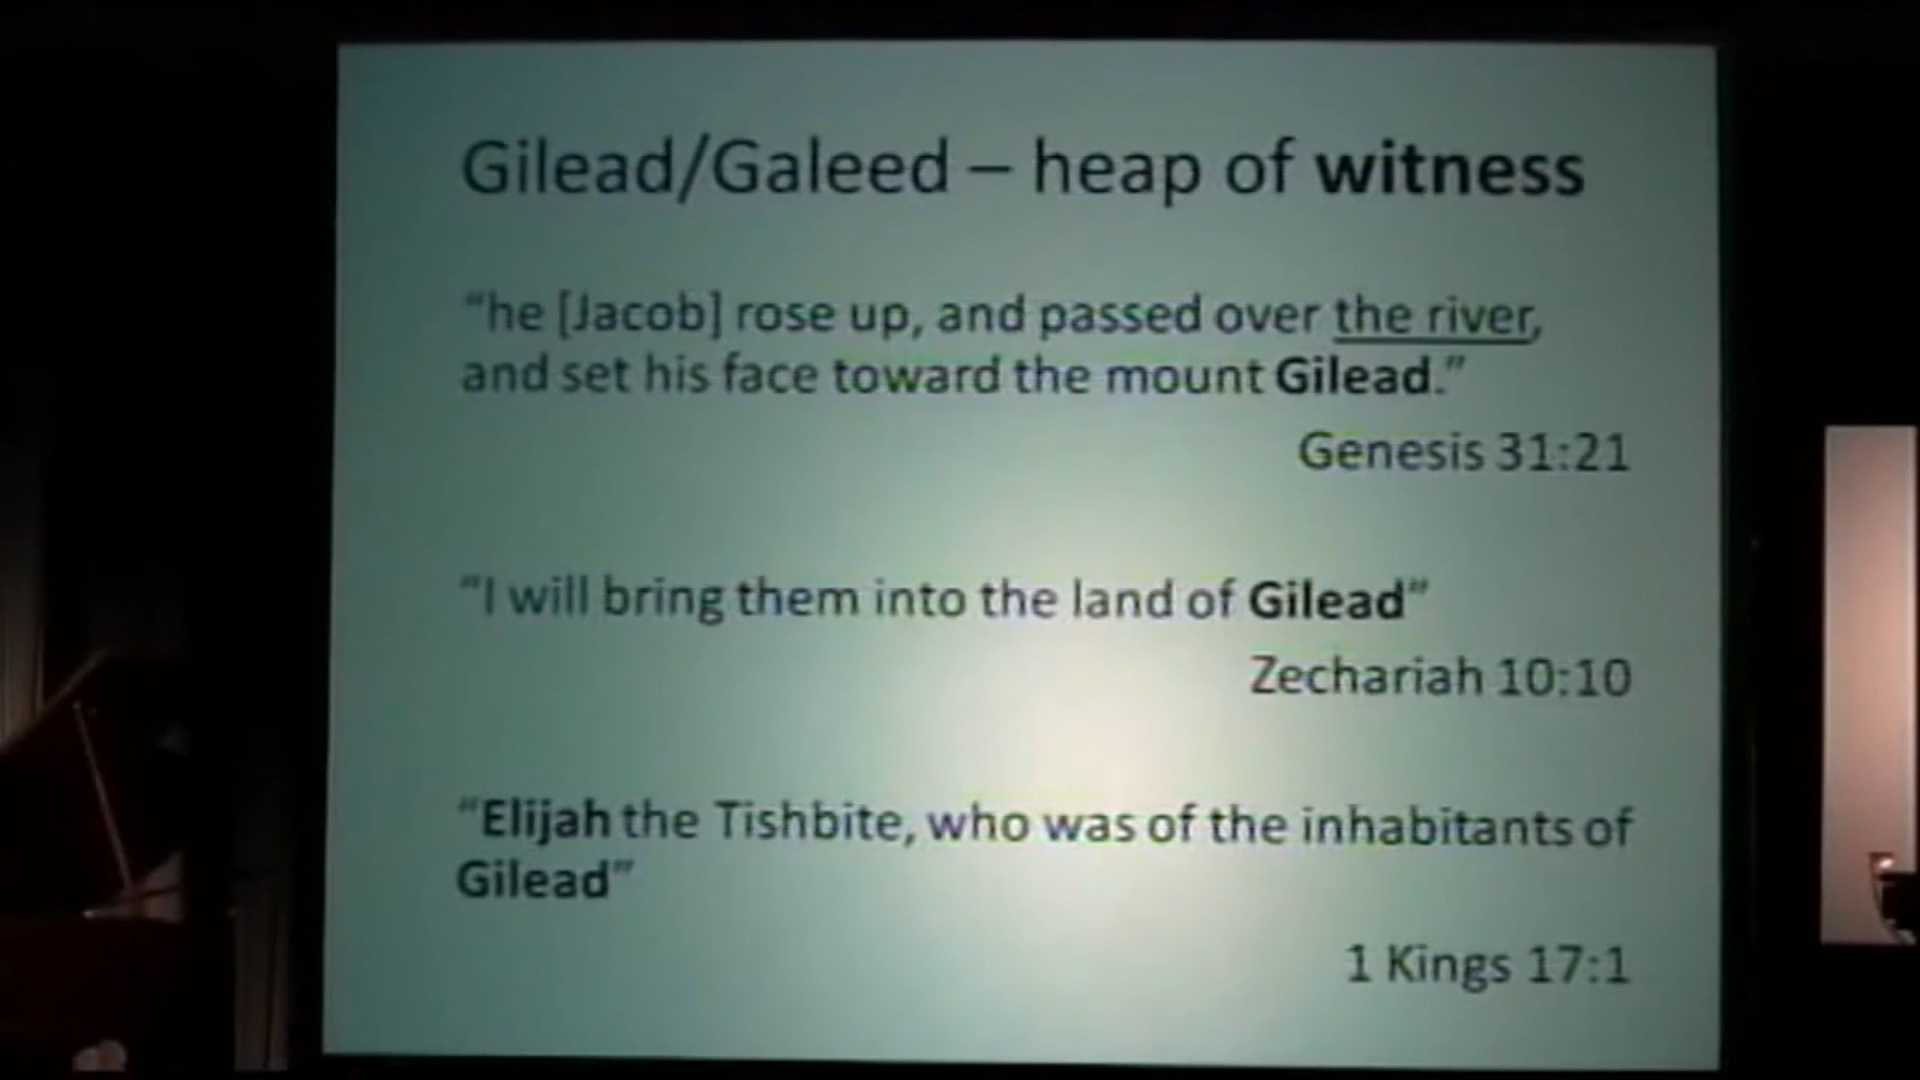 Gilead/Galeed – heap of witness
“he [Jacob] rose up, and passed over the river,
and set his face toward the mount Gilead.”
Genesis 31:21
“I will bring them into the land of Gilead”
Zechariah 10:10
“Elijah the Tishbite, who was of the inhabitants of
Gilead”
1 Kings 17:1